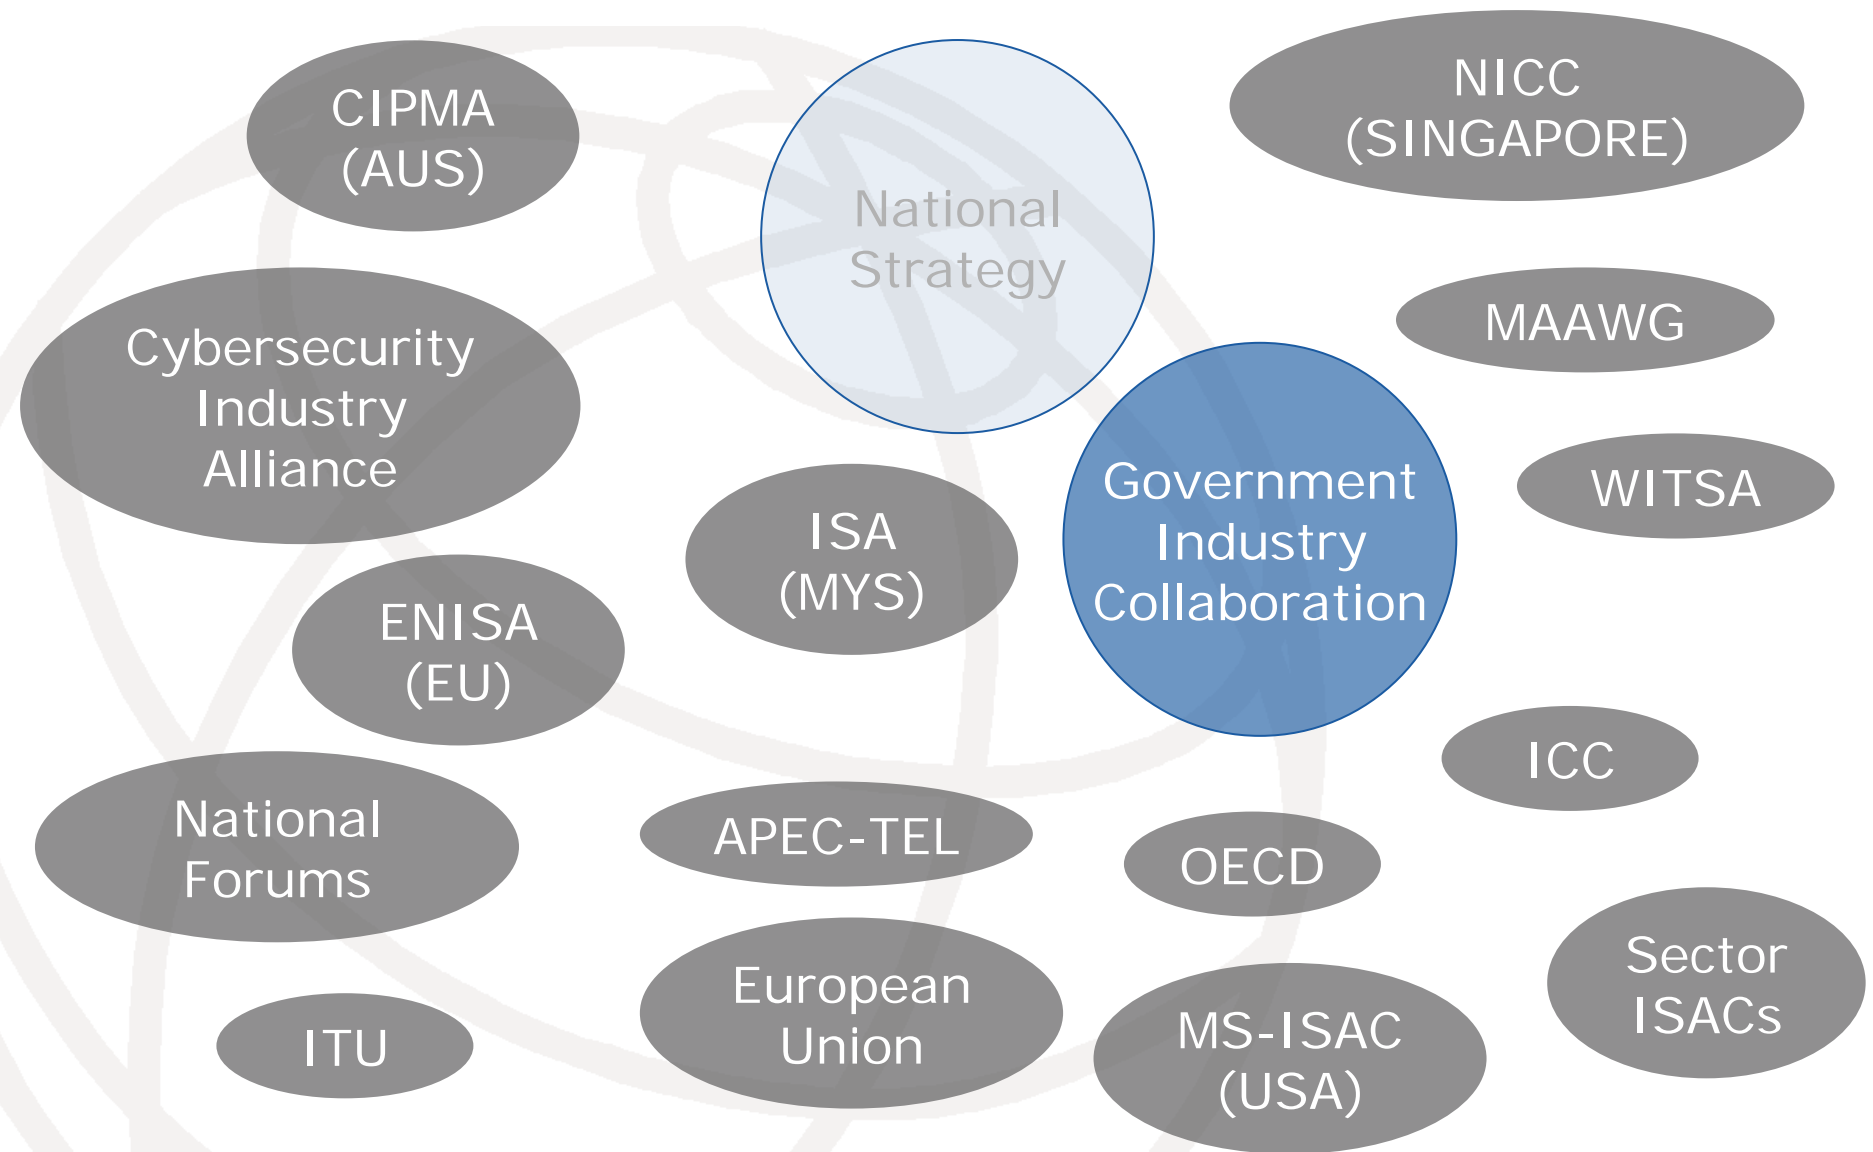 CIPMA
(AUS)
National
Strategy
NICC
(SINGAPORE)
Cybersecurity
Industry
Alliance
MAAWG
Government
Industry
Collaboration
WITSA
ISA
(MYS)
ENISA
(EU)
ICC
National
Forums
APEC-TEL
OECD
European
Union
Sector
ISACs
ITU
MS-ISAC
(USA)